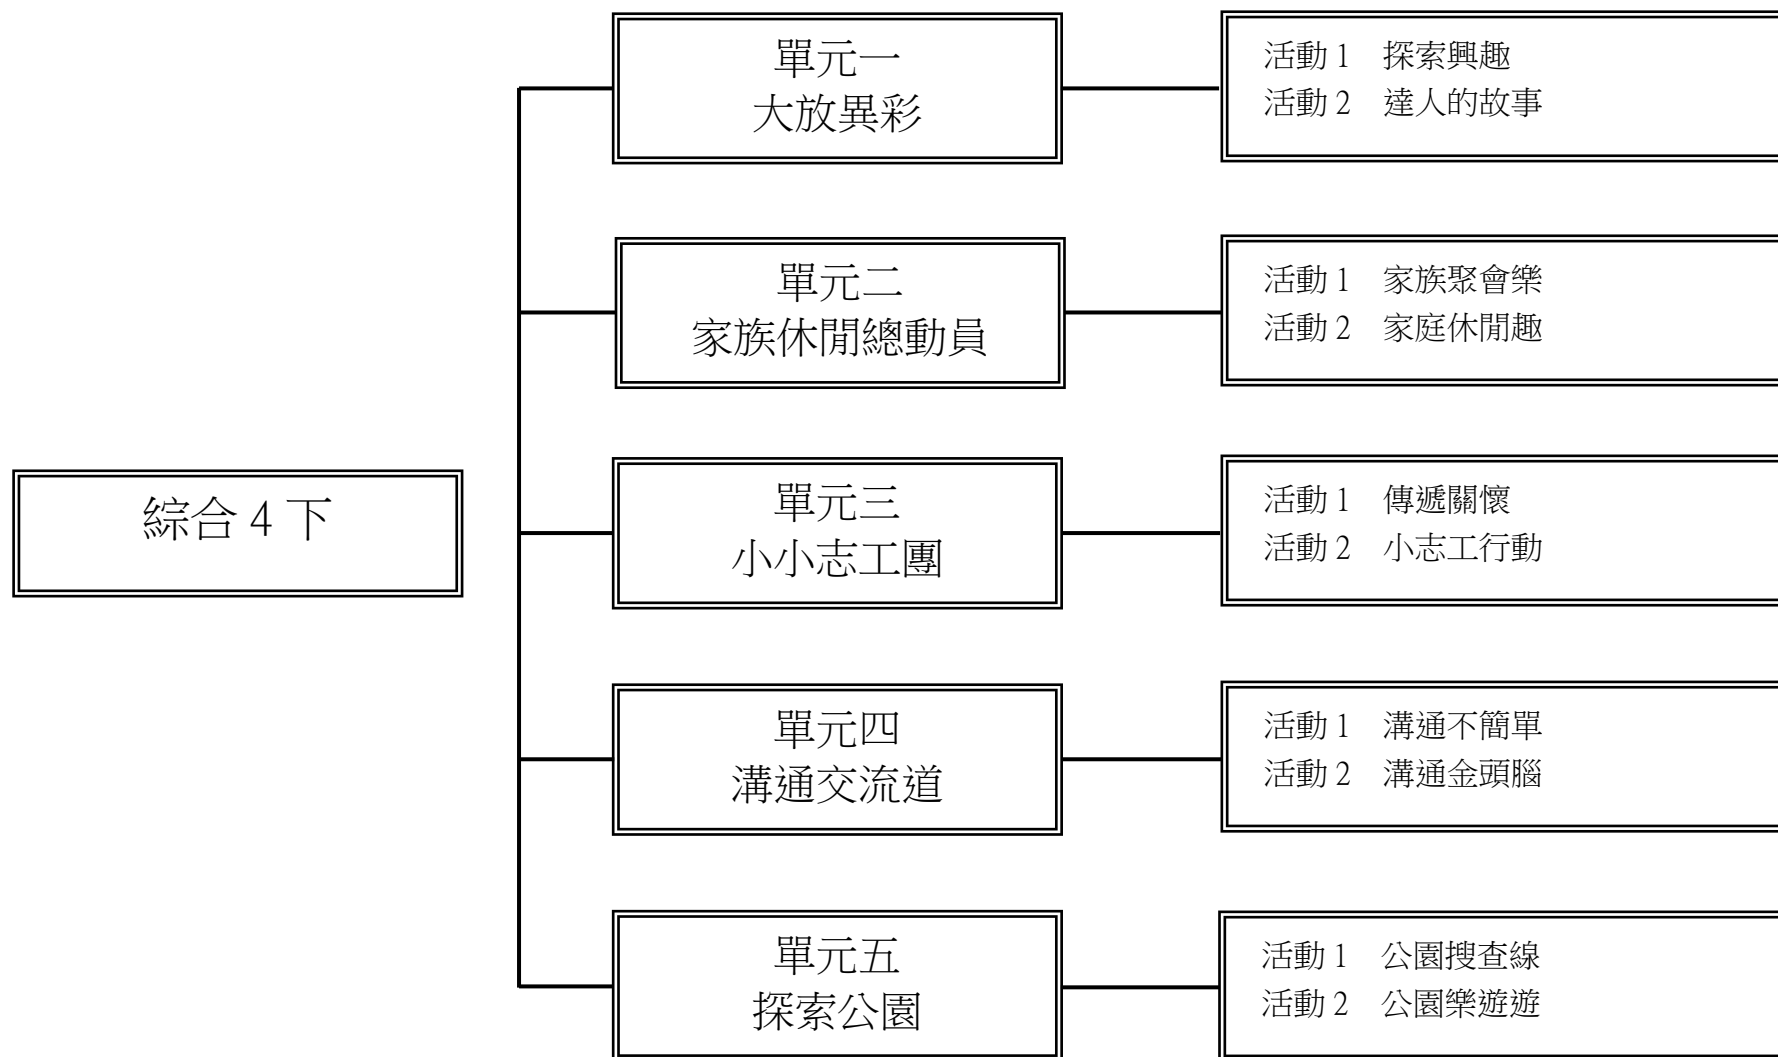 綜合 4 下
單元一
大放異彩
活動 1　探索興趣
活動 2　達人的故事
單元二
家族休閒總動員
活動 1　家族聚會樂
活動 2　家庭休閒趣
單元三
小小志工團
活動 1　傳遞關懷
活動 2　小志工行動
單元四
溝通交流道
活動 1　溝通不簡單
活動 2　溝通金頭腦
單元五
探索公園
活動 1　公園搜查線
活動 2　公園樂遊遊